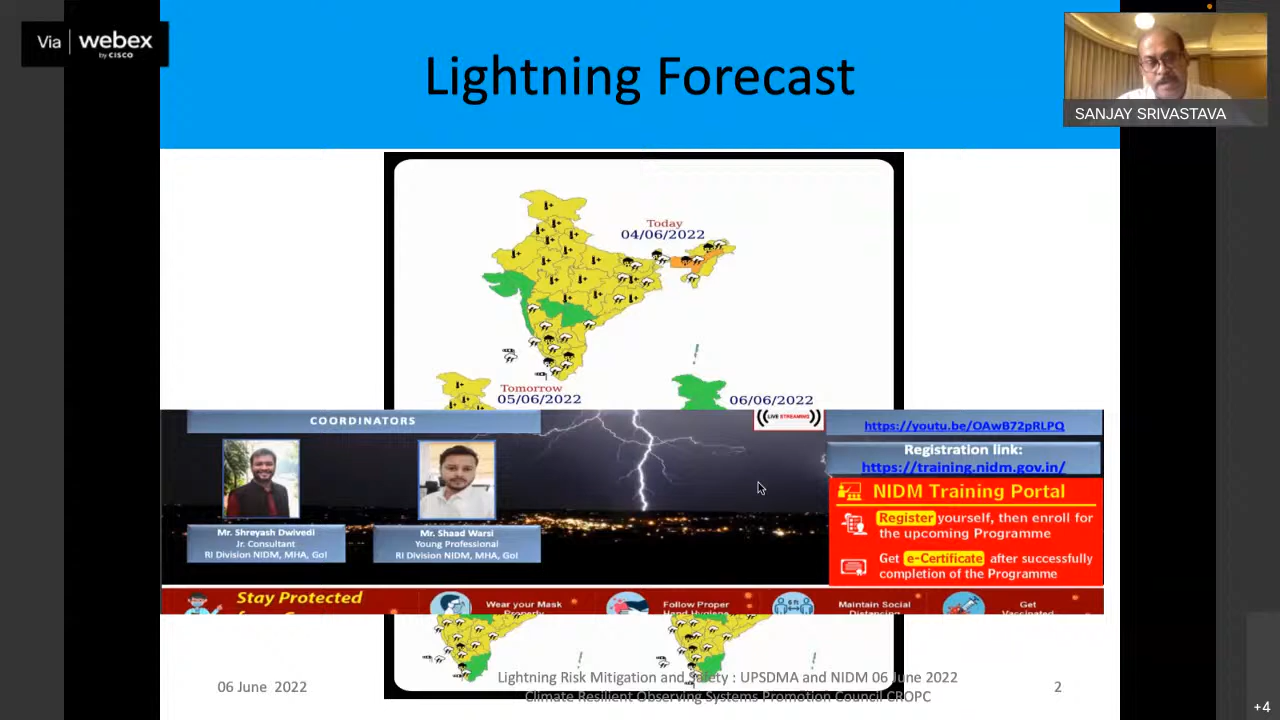 Via webex
by CISCO
Lightning Forecast
SANJAY SRIVASTAVA
Today
04/06/2022
Tomorrow
05/06/2022
06/06/2022
COORDINATORS
Mr. Shreyash Dwivedi
Jr. Consultant
RI Division NIDM, MHA, GoI
Mr. Shaad Warsi
Young Professional
RI Division NIDM, MHA, GoI
LIVE STREAMING
https://youtu.be/OAwB72pRLPQ
Registration link:
https://training.nidm.gov.in/
NIDM Training Portal
Register yourself, then enroll for
the upcoming Programme
Get e-Certificate after successfully
completion of the Programme
Stay Protected
Wear your Mask
Properly
Follow Proper
Hand Hygiene
Maintain Social
Distancing
Get
Vaccinated
06 June 2022
Lightning Risk Mitigation and Safety : UPSDMA and NIDM 06 June 2022
Climate Resilient Observing Systems Promotion Council CROPC
2
+4